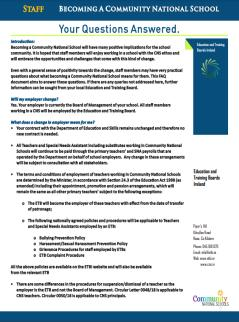 STAFF BECOMING A COMMUNITY NATIONAL SCHOOL
Your Questions Answered.
Introduction:
Becoming a Community National School will have many positive implications for the school
community. It is hoped that staff members will enjoy working in a school with the CNS ethos and
will embrace the opportunities and challenges that come with this kind of change.
Even with a general sense of positivity towards the change, staff members may have very practical
questions about what becoming a Community National School means for them. This FAQ
document aims to answer these questions. If there are any queries not addressed here, further
information can be sought from your local Education and Training Board.
Will my employer change?
Yes. Your employer is currently the Board of Management of your school. All staff members
working in a CNS will be employed by the Education and Training Board.
What does a change in employer mean for me?
• Your contract with the Department of Education and Skills remains unchanged and therefore no
new contract is needed.
• All Teachers and Special Needs Assistant including substitutes working in Community National
Schools will continue to be paid through the primary teachers' and SNA payrolls that are
operated by the Department on behalf of school employers. Any change in these arrangements
will be subject to consultation with all stakeholders.
• The terms and conditions of employment of teachers working in Community National Schools
are determined by the Minister, in accordance with Section 24.3 of the Education Act 1998 (as
amended) including their appointment, promotion and pension arrangements, which will
remain the same as all other primary teachers' subject to the following exceptions:
o The ETB will become the employer of these teachers with effect from the date of transfer
of patronage;
o The following nationally agreed policies and procedures will be applicable to Teachers
and Special Needs Assistants employed by an ETB:
o Bullying Prevention Policy
o Harassment/Sexual Harassment Prevention Policy
o Grievance Procedures for staff employed by ETBs
o ETB Complaint Procedure
All the above policies are available on the ETBI website and will also be available
from the relevant ETB
• There are some differences in the procedures for suspension/dismissal of a teacher as the
employer is the ETB and not the Board of Management. Circular Letter 0048/18 is applicable to
CNS teachers. Circular 0050/18 is applicable to CNS principals.
Education and Training
Boards Ireland
Education and
Training Boards
Ireland
Community
NATIONAL SCHOOLS